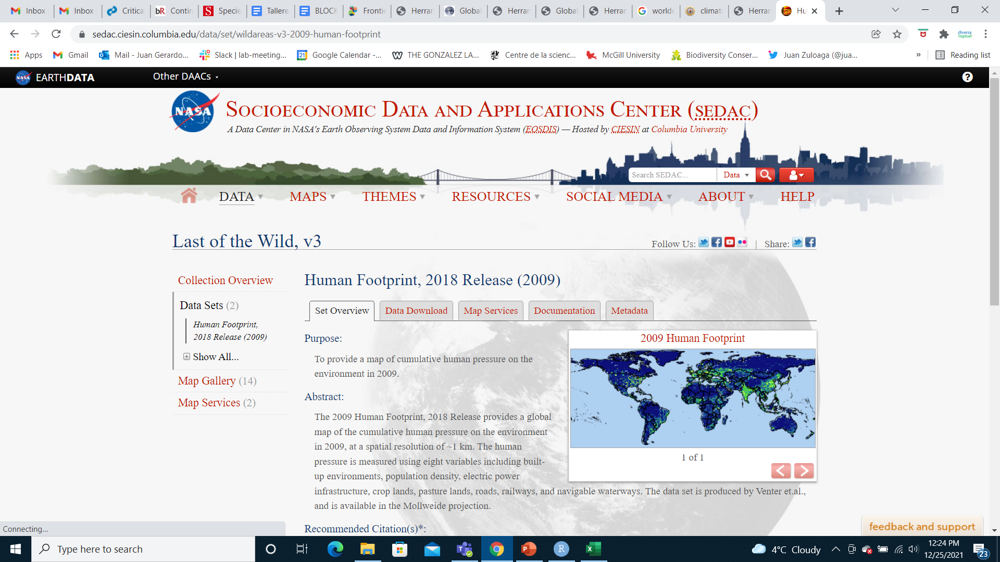 Inbox
Inbox
Critica
bR Contin
S Specie
Tallere
BLOCK
Frontie
Herran
Global
Herran
Global
Herran
worldc
climate
Herran
Hu
sedac.ciesin.columbia.edu/data/set/wildareas-v3-2009-human-footprint
diversa
Apps
Gmail
Mail - Juan Gerardo...
Slack | lab-meeting...
21 Google Calendar -...
THE GONZALEZ LA...
Centre de la scienc...
McGill University
Biodiversity Conser...
Juan Zuloaga (@jua...
»
Reading list
NASA EARTHDATA
Other DAACs
?
NASA
SOCIOECONOMIC DATA AND APPLICATIONS CENTER (SEDAC)
A Data Center in NASA's Earth Observing System Data and Information System (EOSDIS) — Hosted by CIESIN at Columbia University
Search SEDAC... Data
DATA MAPS THEMES RESOURCES SOCIAL MEDIA ABOUT HELP
Last of the Wild, v3
Follow Us: | Share:
Collection Overview
Data Sets (2)
Human Footprint,
2018 Release (2009)
Show All...
Map Gallery (14)
Map Services (2)
Human Footprint, 2018 Release (2009)
Set Overview Data Download Map Services Documentation Metadata
Purpose:
To provide a map of cumulative human pressure on the
environment in 2009.
2009 Human Footprint
1 of 1
Abstract:
The 2009 Human Footprint, 2018 Release provides a global
map of the cumulative human pressure on the environment
in 2009, at a spatial resolution of ~1 km. The human
pressure is measured using eight variables including built-
up environments, population density, electric power
infrastructure, crop lands, pasture lands, roads, railways, and navigable waterways. The data set is produced by Venter et.al.,
and is available in the Mollweide projection.
Recommended Citation(s)*:
feedback and support
Connecting...
Type here to search
4°C Cloudy
12:24 PM
12/25/2021
23